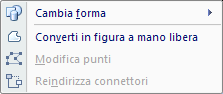 Cambia forma
Converti in figura a mano libera
Modifica punti
Reindirizza connettori